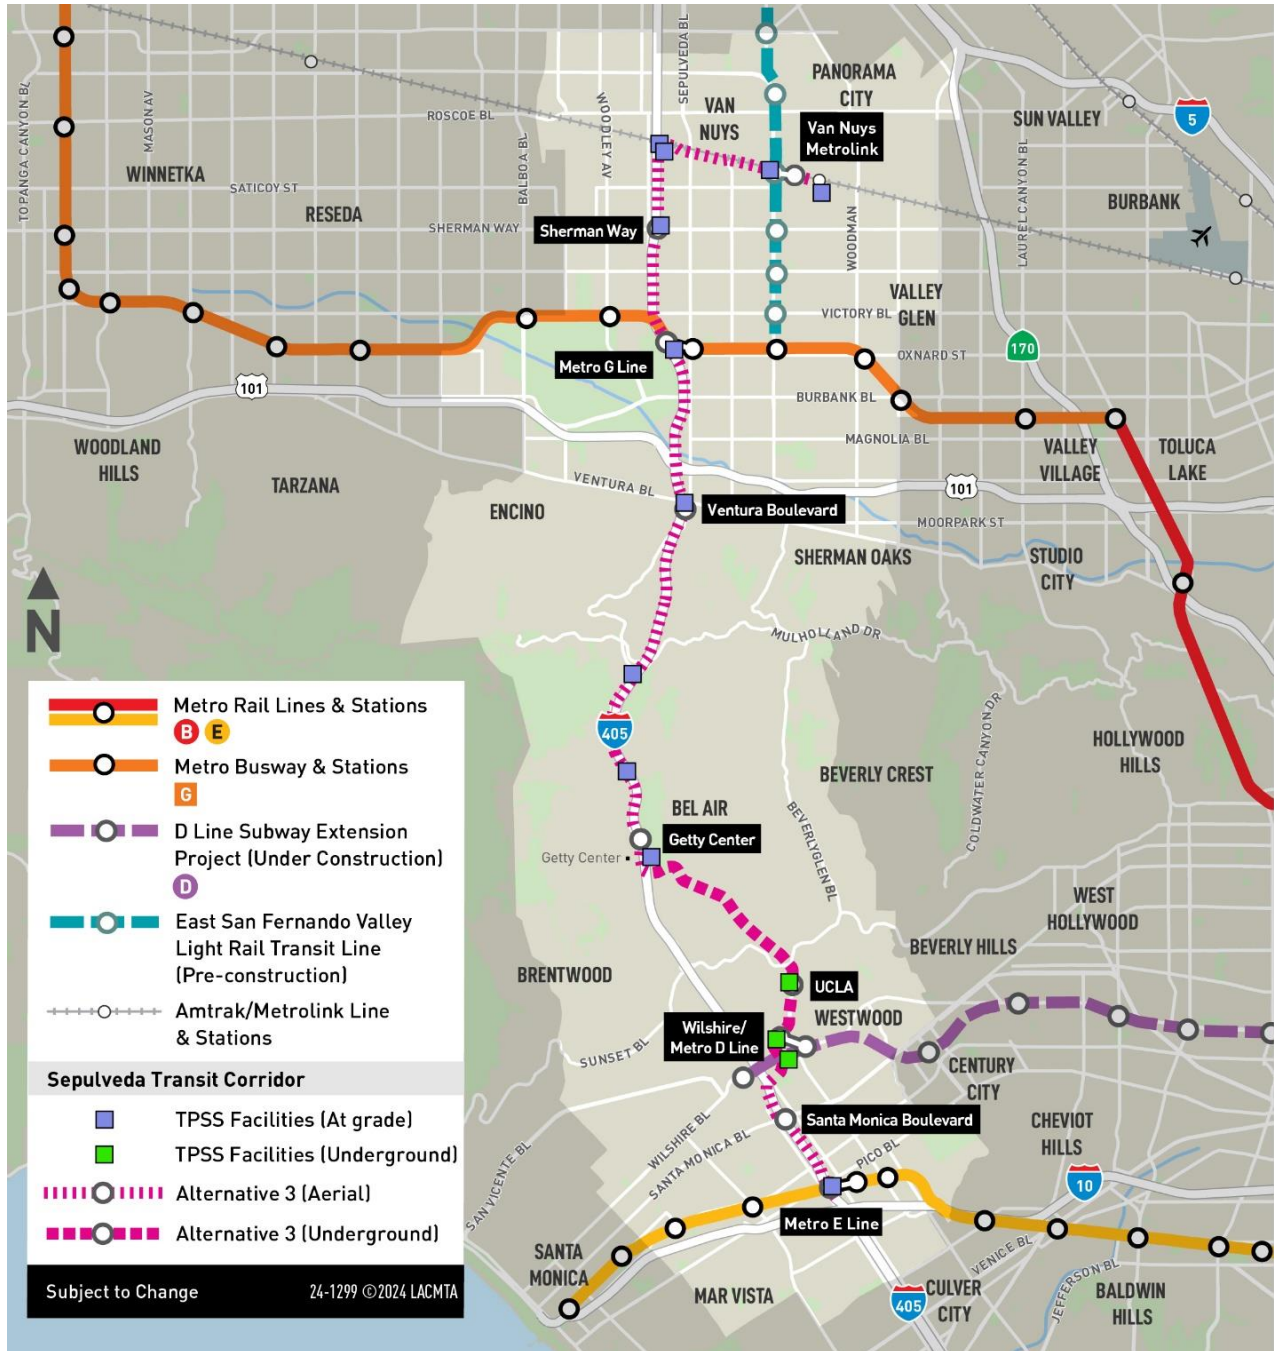 TOPANGA CANYON BL
MASON AV
WINNETKA
SATICOY ST
RESEDA
ROSCOE BL
BALBOA BL
SHERMAN WAY
WOODLEY AV
SEPULVEDA BL
VAN
NUYS
PANORAMA
CITY
Van Nuys
Metrolink
SUN VALLEY
5
LAUREL CANYON BL
BURBANK
WOODMAN
Sherman Way
VALLEY
GLEN
VICTORY BL
OXNARD ST
170
Metro G Line
101
BURBANK BL
MAGNOLIA BL
WOODLAND
HILLS
TARZANA
VENTURA BL
ENCINO
Ventura Boulevard
101
VALLEY
VILLAGE
TOLUCA
LAKE
MOORPARK ST
SHERMAN OAKS
STUDIO
CITY
N
MULHOLLAND DR
405
COLDWATER CANYON DR
HOLLYWOOD
HILLS
BEVERLY CREST
BEL AIR
BEVERLYGLEN BL
Getty Center
Getty Center
WEST
HOLLYWOOD
BEVERLY HILLS
BRENTWOOD
UCLA
WESTWOOD
Wilshire/
Metro D Line
SUNSET BL
CENTURY
CITY
Santa Monica Boulevard
CHEVIOT
HILLS
WILSHIRE BL
SANTA MONICA BL
PICO BL
SAN VICENTE BL
10
Metro E Line
VENICE BL
JEFFERSON BL
SANTA
MONICA
MAR VISTA
405
CULVER
CITY
BALDWIN
HILLS
Metro Rail Lines & Stations
B E
Metro Busway & Stations
G
D Line Subway Extension
Project (Under Construction)
D
East San Fernando Valley
Light Rail Transit Line
(Pre-construction)
Amtrak/Metrolink Line
& Stations
Sepulveda Transit Corridor
TPSS Facilities (At grade)
TPSS Facilities (Underground)
Alternative 3 (Aerial)
Alternative 3 (Underground)
Subject to Change
24-1299 ©2024 LACMTA